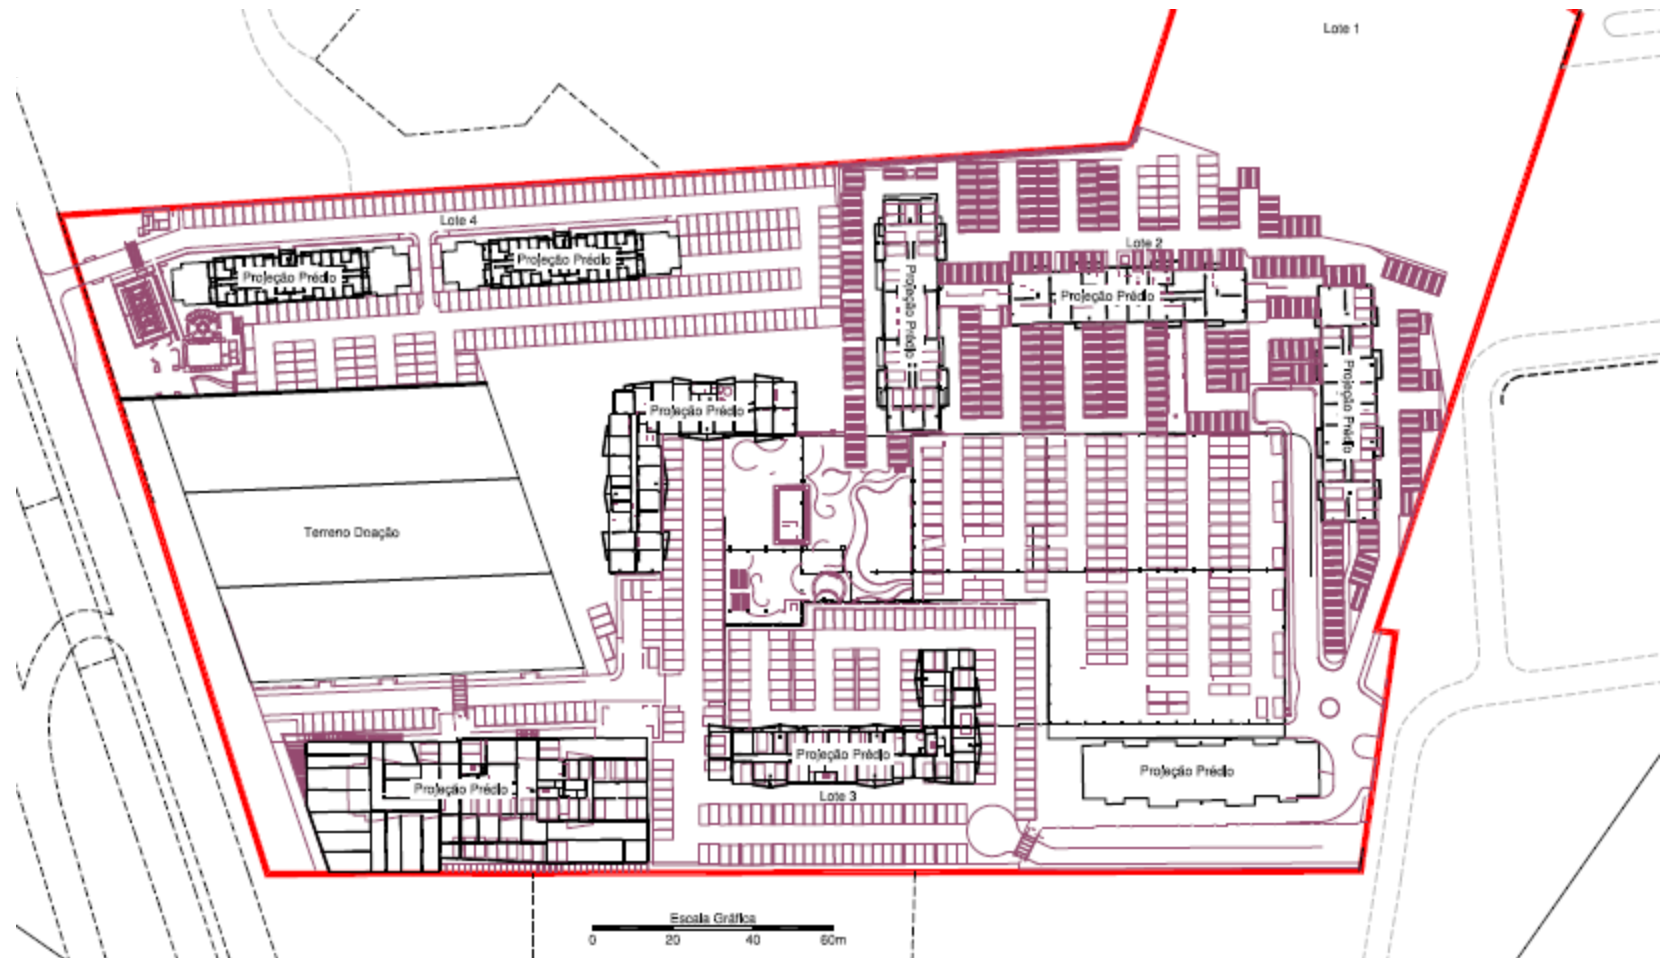 Lote 1
Lote 4
Lote 2
Projeção Prédio
Projeção Prédio
Projeção Prédio
Projeção Prédio
Projeção Prédio
Projeção Prédio
Terreno Doação
Projeção Prédio
Projeção Prédio
Projeção Prédio
Lote 3
Escala Gráfica
0 20 40 60m